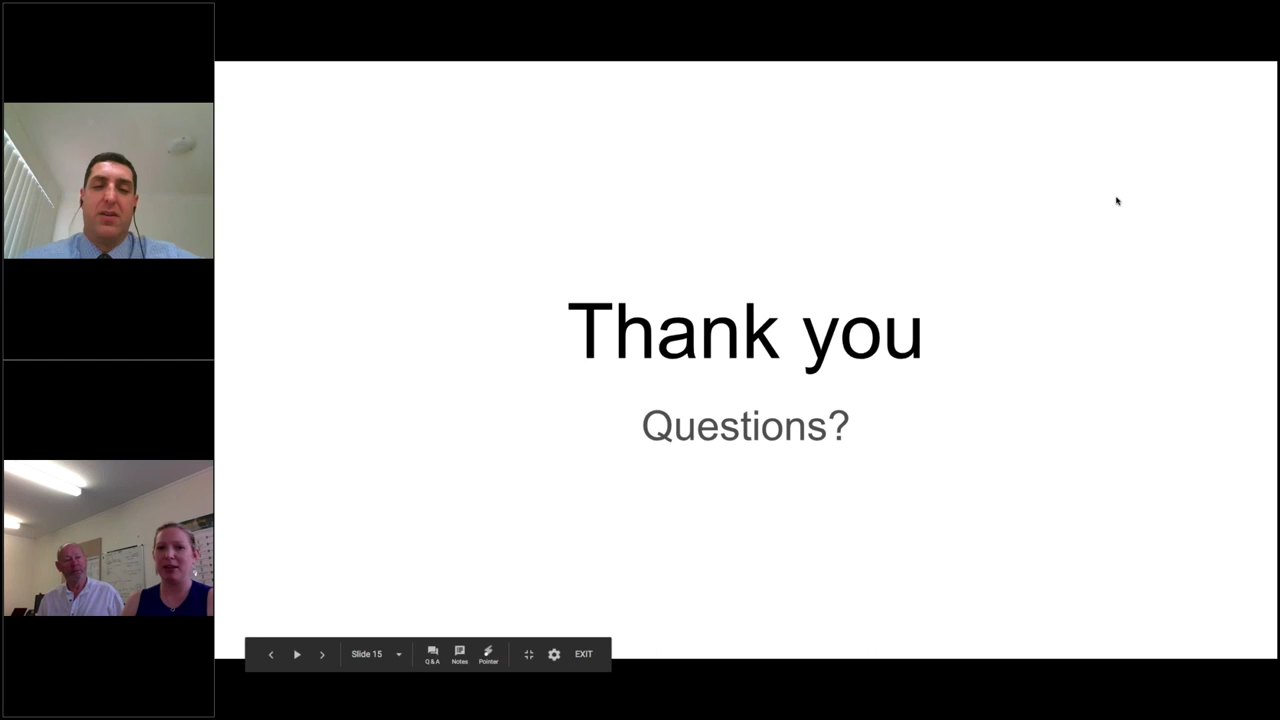 Thank you
Questions?
Slide 15
Q & A
Notes
Pointer
EXIT